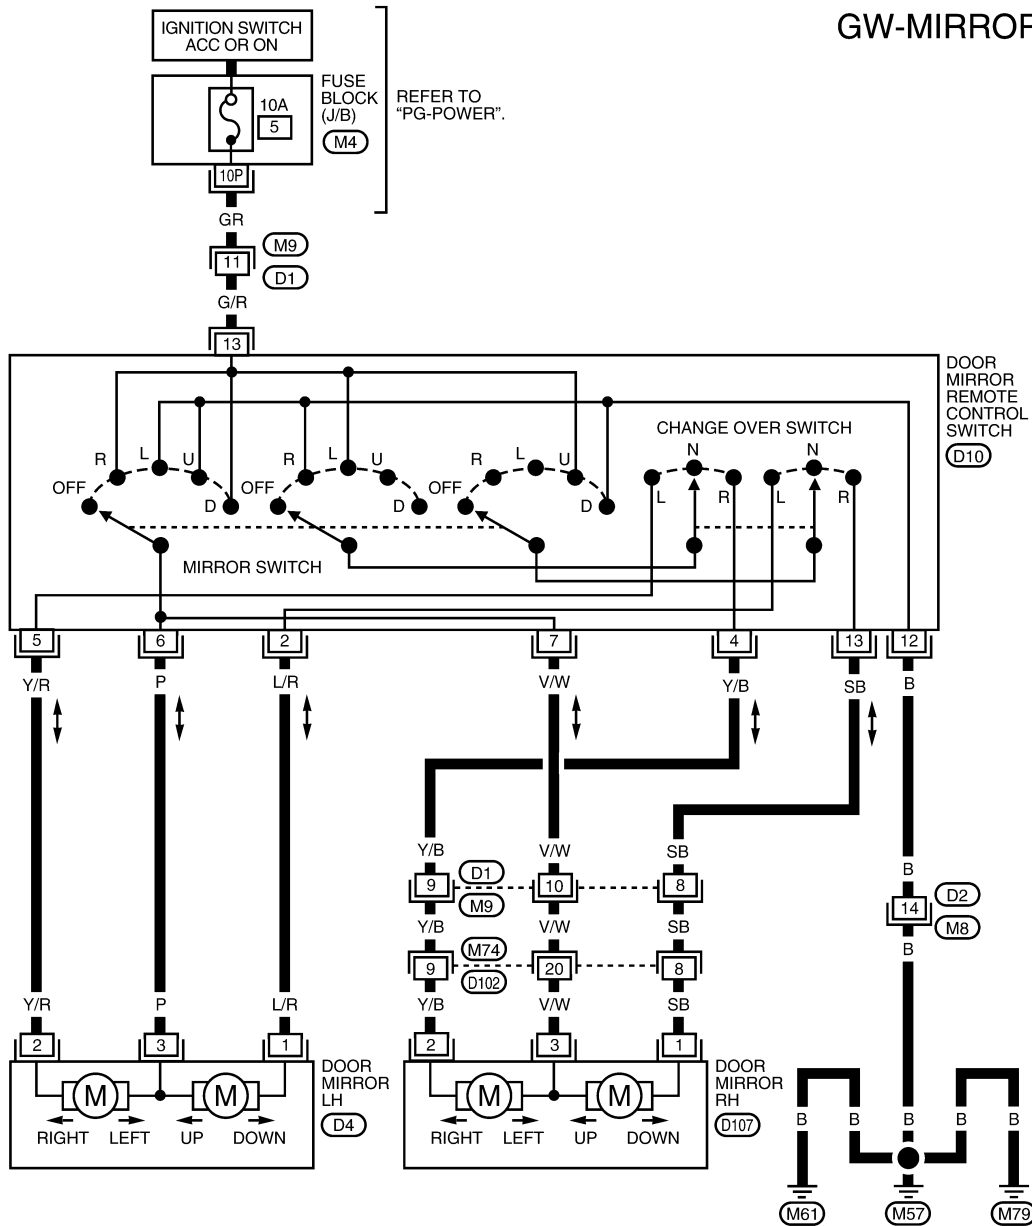 GW-MIRROR
IGNITION SWITCH
ACC OR ON
FUSE
BLOCK
(J/B)
M4
10A
5
REFER TO
“PG-POWER”.
10P
GR
11
M9
D1
G/R
13
DOOR
MIRROR
REMOTE
CONTROL
SWITCH
D10
CHANGE OVER SWITCH
OFF R L U D
OFF R L U D
OFF R L U D
L N R
L N R
MIRROR SWITCH
5 6 2 7 4 13 12
Y/R P L/R V/W Y/B SB B
Y/B V/W SB B
9 10 8
D1
M9
14
D2
M8
Y/B V/W SB B
9 20 8
M74
D102
Y/R P L/R Y/B V/W SB
2 3 1 2 3 1
M M
RIGHT LEFT UP DOWN
DOOR
MIRROR
LH
D4
M M
RIGHT LEFT UP DOWN
DOOR
MIRROR
RH
D107
B B B B B
M61 M57 M79